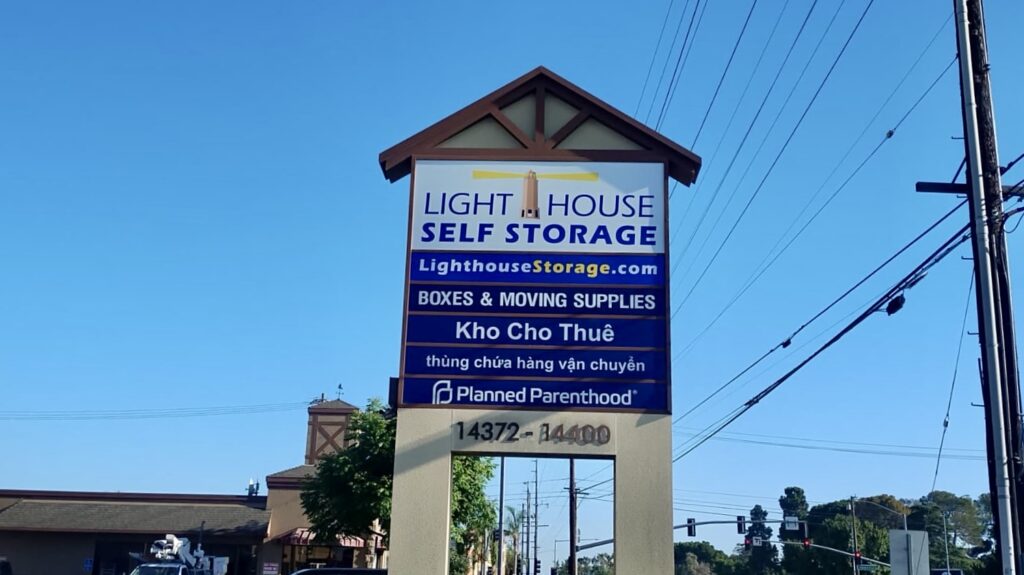 LIGHT HOUSE
SELF STORAGE
LighthouseStorage.com
BOXES & MOVING SUPPLIES
Kho Cho Thuê
thùng chứa hàng vận chuyển
Planned Parenthood®
14372 - 14400